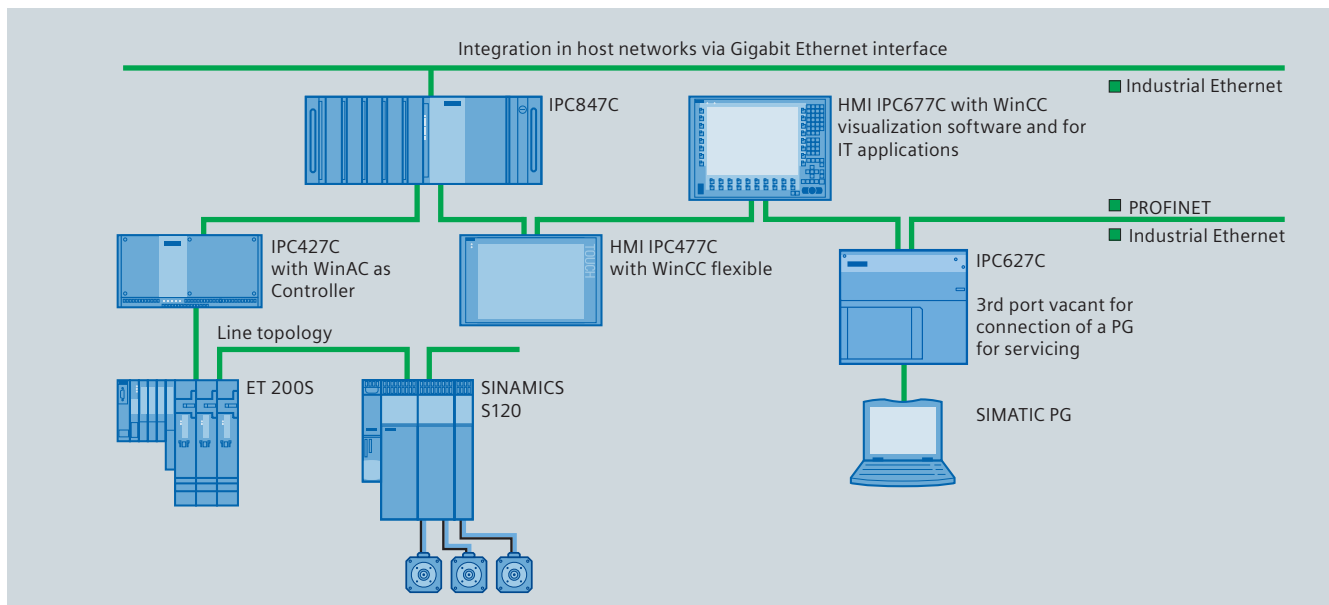 Integration in host networks via Gigabit Ethernet interface
Industrial Ethernet
IPC847C
HMI IPC677C with WinCC
visualization software and for
IT applications
PROFINET
Industrial Ethernet
IPC427C
with WinAC as
Controller
HMI IPC477C
with WinCC flexible
TOUCH
IPC627C
3rd port vacant for
connection of a PG
for servicing
Line topology
ET 200S
SINAMICS
S120
SIMATIC PG